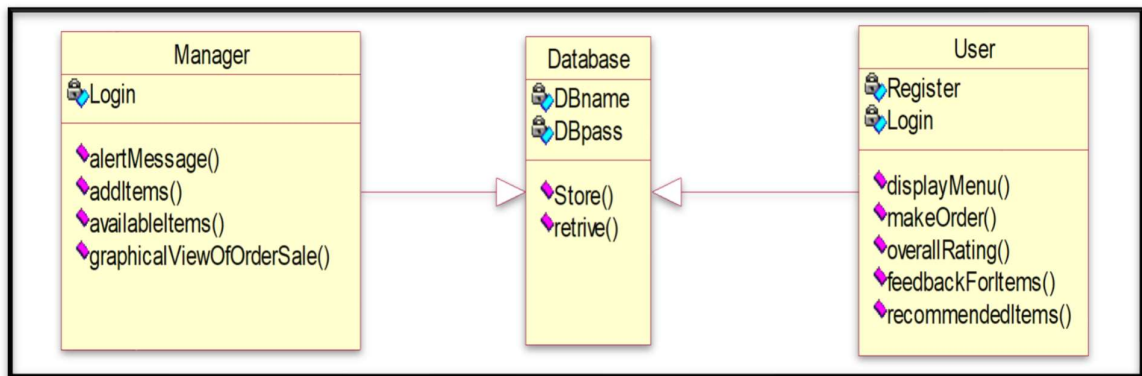 Manager
Login
alertMessage()
addItems()
availableItems()
graphicalViewOfOrderSale()
Database
DBname
DBpass
Store()
retrive()
User
Register
Login
displayMenu()
makeOrder()
overallRating()
feedbackForItems()
recommendedItems()